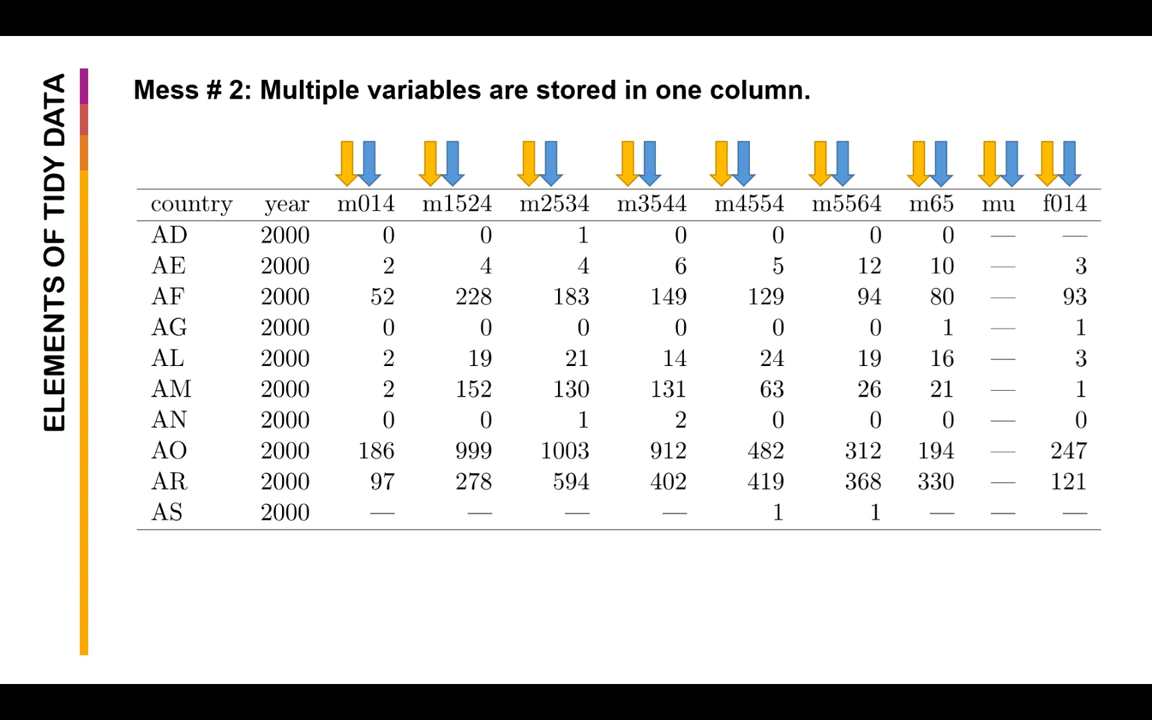 ELEMENTS OF TIDY DATA
Mess # 2: Multiple variables are stored in one column.
country year m014 m1524 m2534 m3544 m4554 m5564 m65 mu f014
AD 2000 0 0 1 0 0 0 0 — —
AE 2000 2 4 4 6 5 12 10 — 3
AF 2000 52 228 183 149 129 94 80 — 93
AG 2000 0 0 0 0 0 0 1 — 1
AL 2000 2 19 21 14 24 19 16 — 3
AM 2000 2 152 130 131 63 26 21 — 1
AN 2000 0 0 1 2 0 0 0 — 0
AO 2000 186 999 1003 912 482 312 194 — 247
AR 2000 97 278 594 402 419 368 330 — 121
AS 2000 — — — — 1 1 — — —